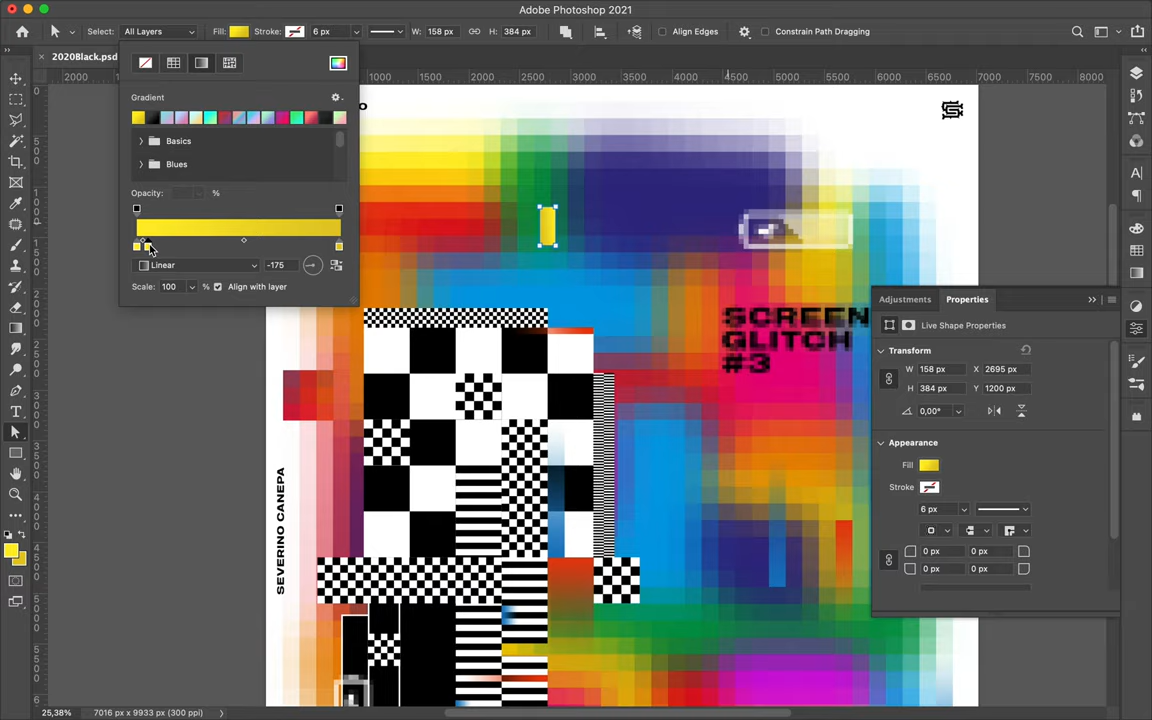 Adobe Photoshop 2021
Select: All Layers Fill: Stroke: 6 px W: 158 px H: 384 px Align Edges Constrain Path Dragging
2020Black.psd
2000 1000 1500 2000 2500 3000 3500 4000 4500 5000 5500 6000 6500 7000 7500 8000
Gradient
Basics
Blues
Opacity: %
Linear -175
Scale: 100 % Align with layer
SCREEN
GLITCH
#3
SEVERINO CANEPA
Adjustments Properties
Live Shape Properties
Transform
W 158 px X 2695 px
H 384 px Y 1200 px
0,00°
Appearance
Fill
Stroke
6 px
0 px 0 px
0 px 0 px
25,38% 7016 px x 9933 px (300 ppi)